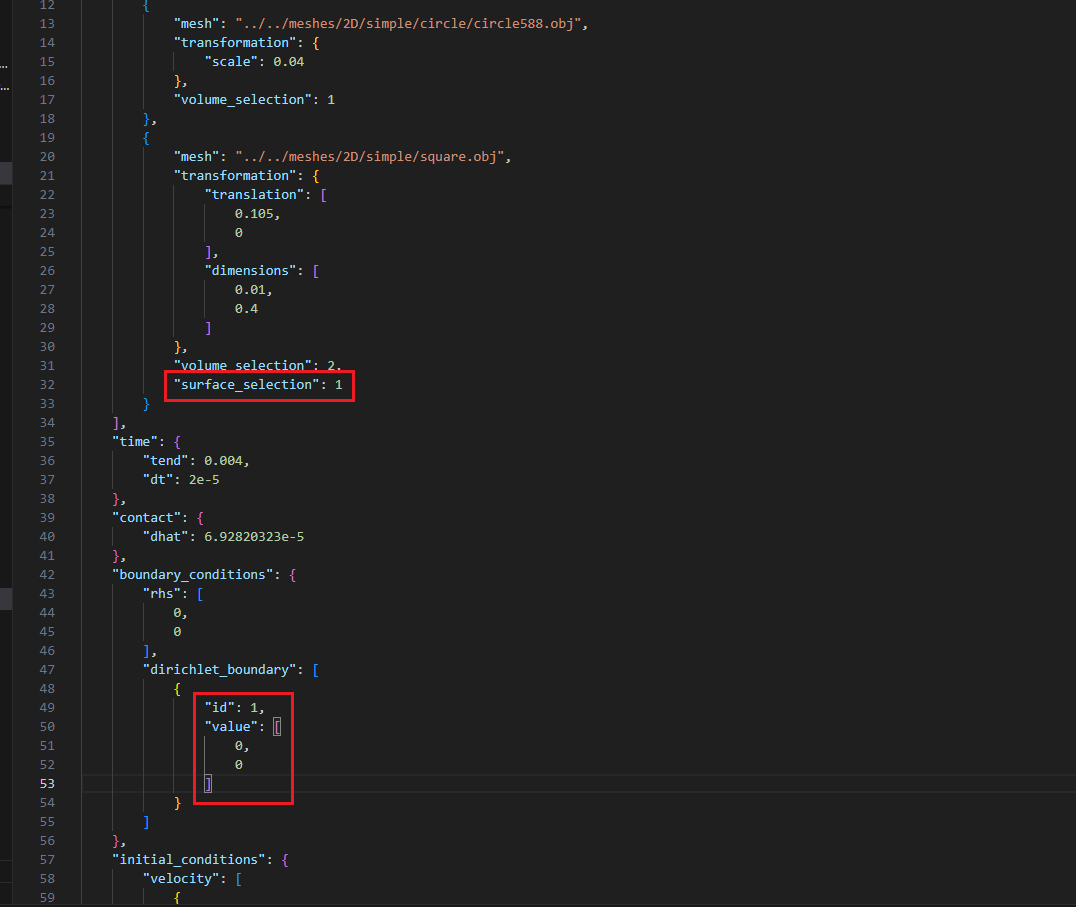 12 {
13 "mesh": "../../meshes/2D/simple/circle/circle588.obj",
14 "transformation": {
15 "scale": 0.04
16 },
17 "volume_selection": 1
18 },
19 {
20 "mesh": "../../meshes/2D/simple/square.obj",
21 "transformation": {
22 "translation": [
23 0.105,
24 0
25 ],
26 "dimensions": [
27 0.01,
28 0.4
29 ]
30 },
31 "volume_selection": 2,
32 "surface_selection": 1
33 }
34 ],
35 "time": {
36 "tend": 0.004,
37 "dt": 2e-5
38 },
39 "contact": {
40 "dhat": 6.92820323e-5
41 },
42 "boundary_conditions": {
43 "rhs": [
44 0,
45 0
46 ],
47 "dirichlet_boundary": [
48 {
49 "id": 1,
50 "value": [
51 0,
52 0
53 ]
54 }
55 ]
56 },
57 "initial_conditions": {
58 "velocity": [
59 {